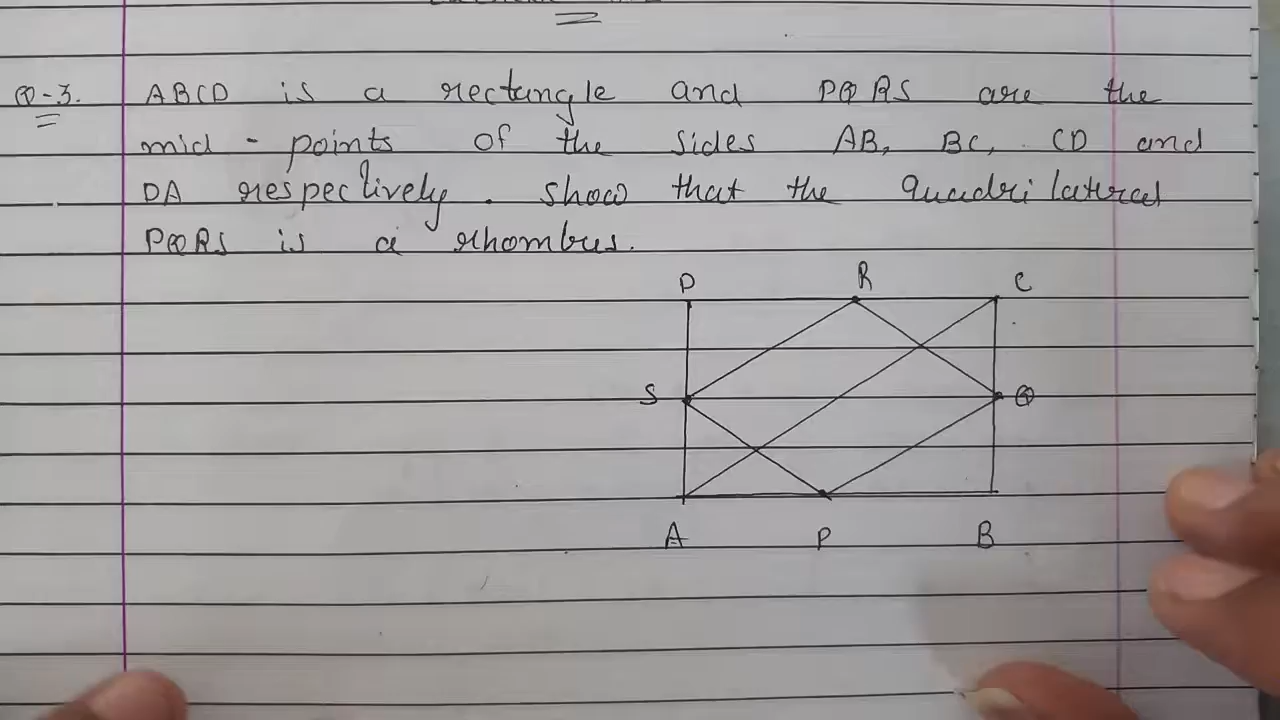 Q-3. ABCD is a rectangle and PQRS are the
mid - points of the sides AB, BC, CD and
DA respectively. show that the quadrilateral
PQRS is a rhombus.
D R C
S Q
A P B